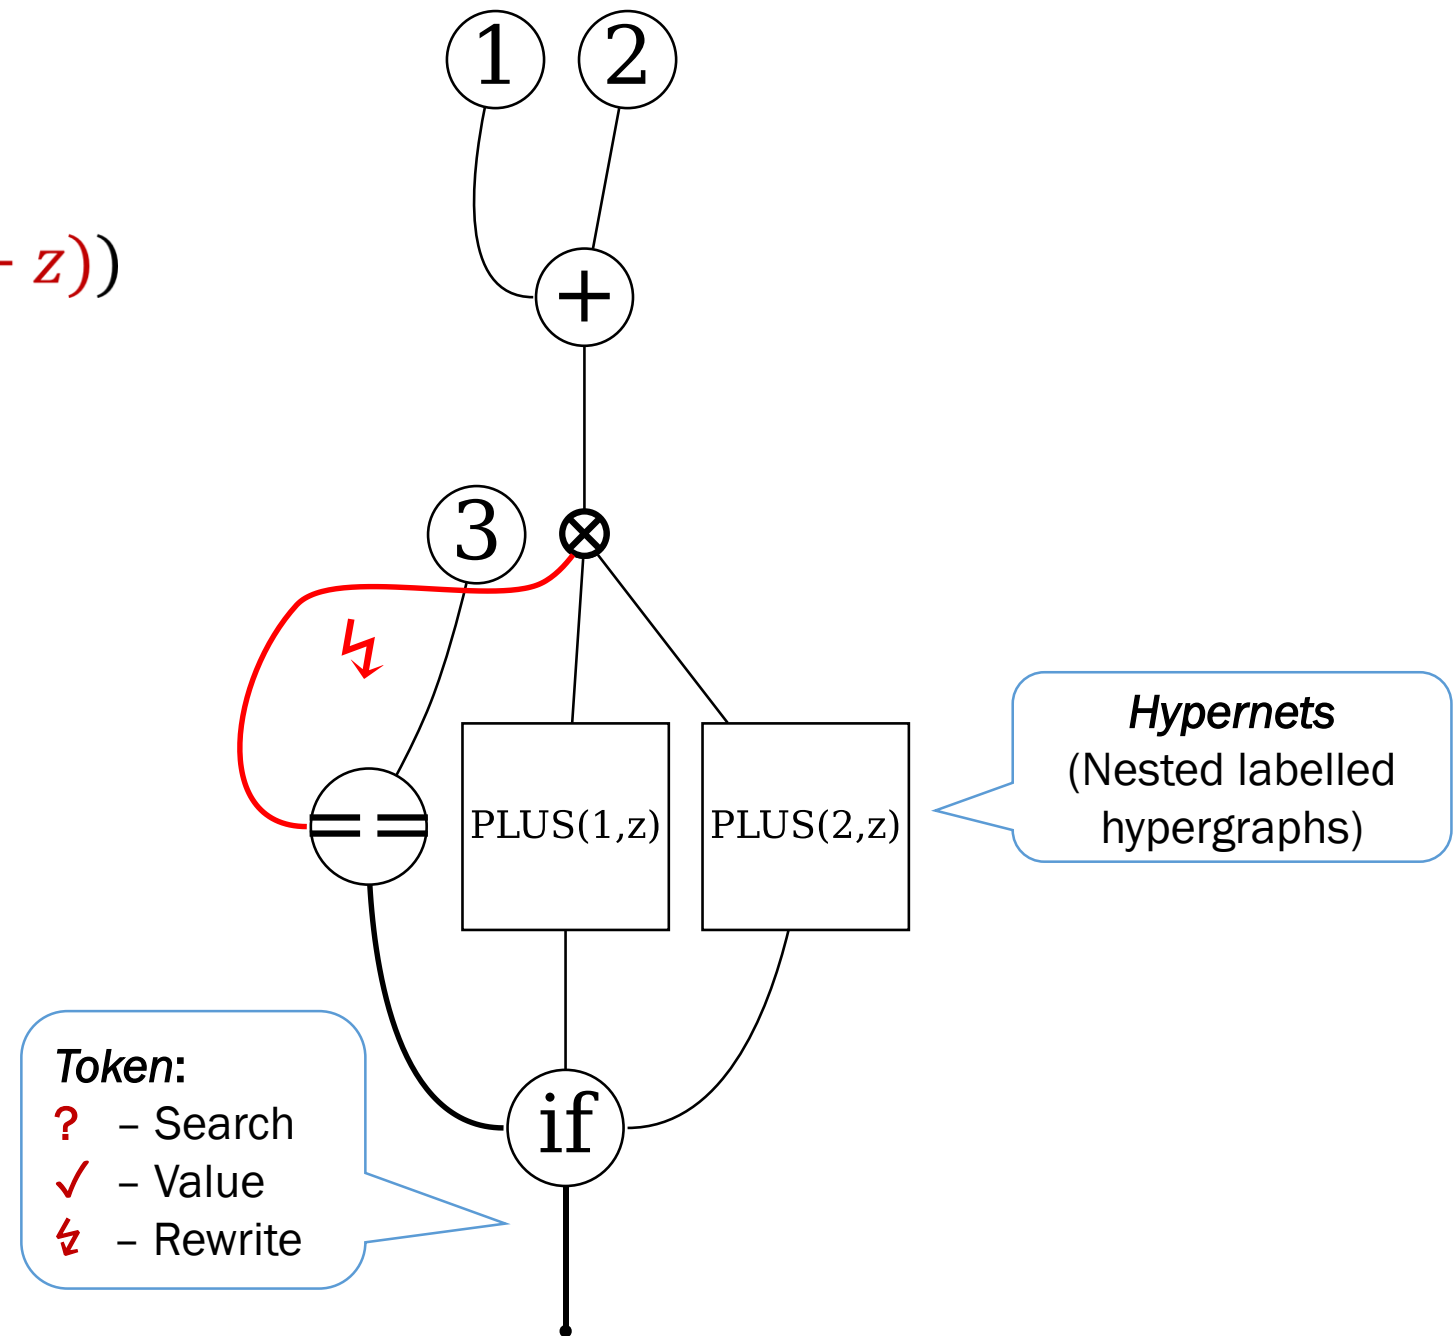 1 2
- z))
+
3 ⊗
↯
Hypernets
(Nested labelled
hypergraphs)
== PLUS(1,z) PLUS(2,z)
Token:
? – Search
✓ – Value
↯ – Rewrite
if